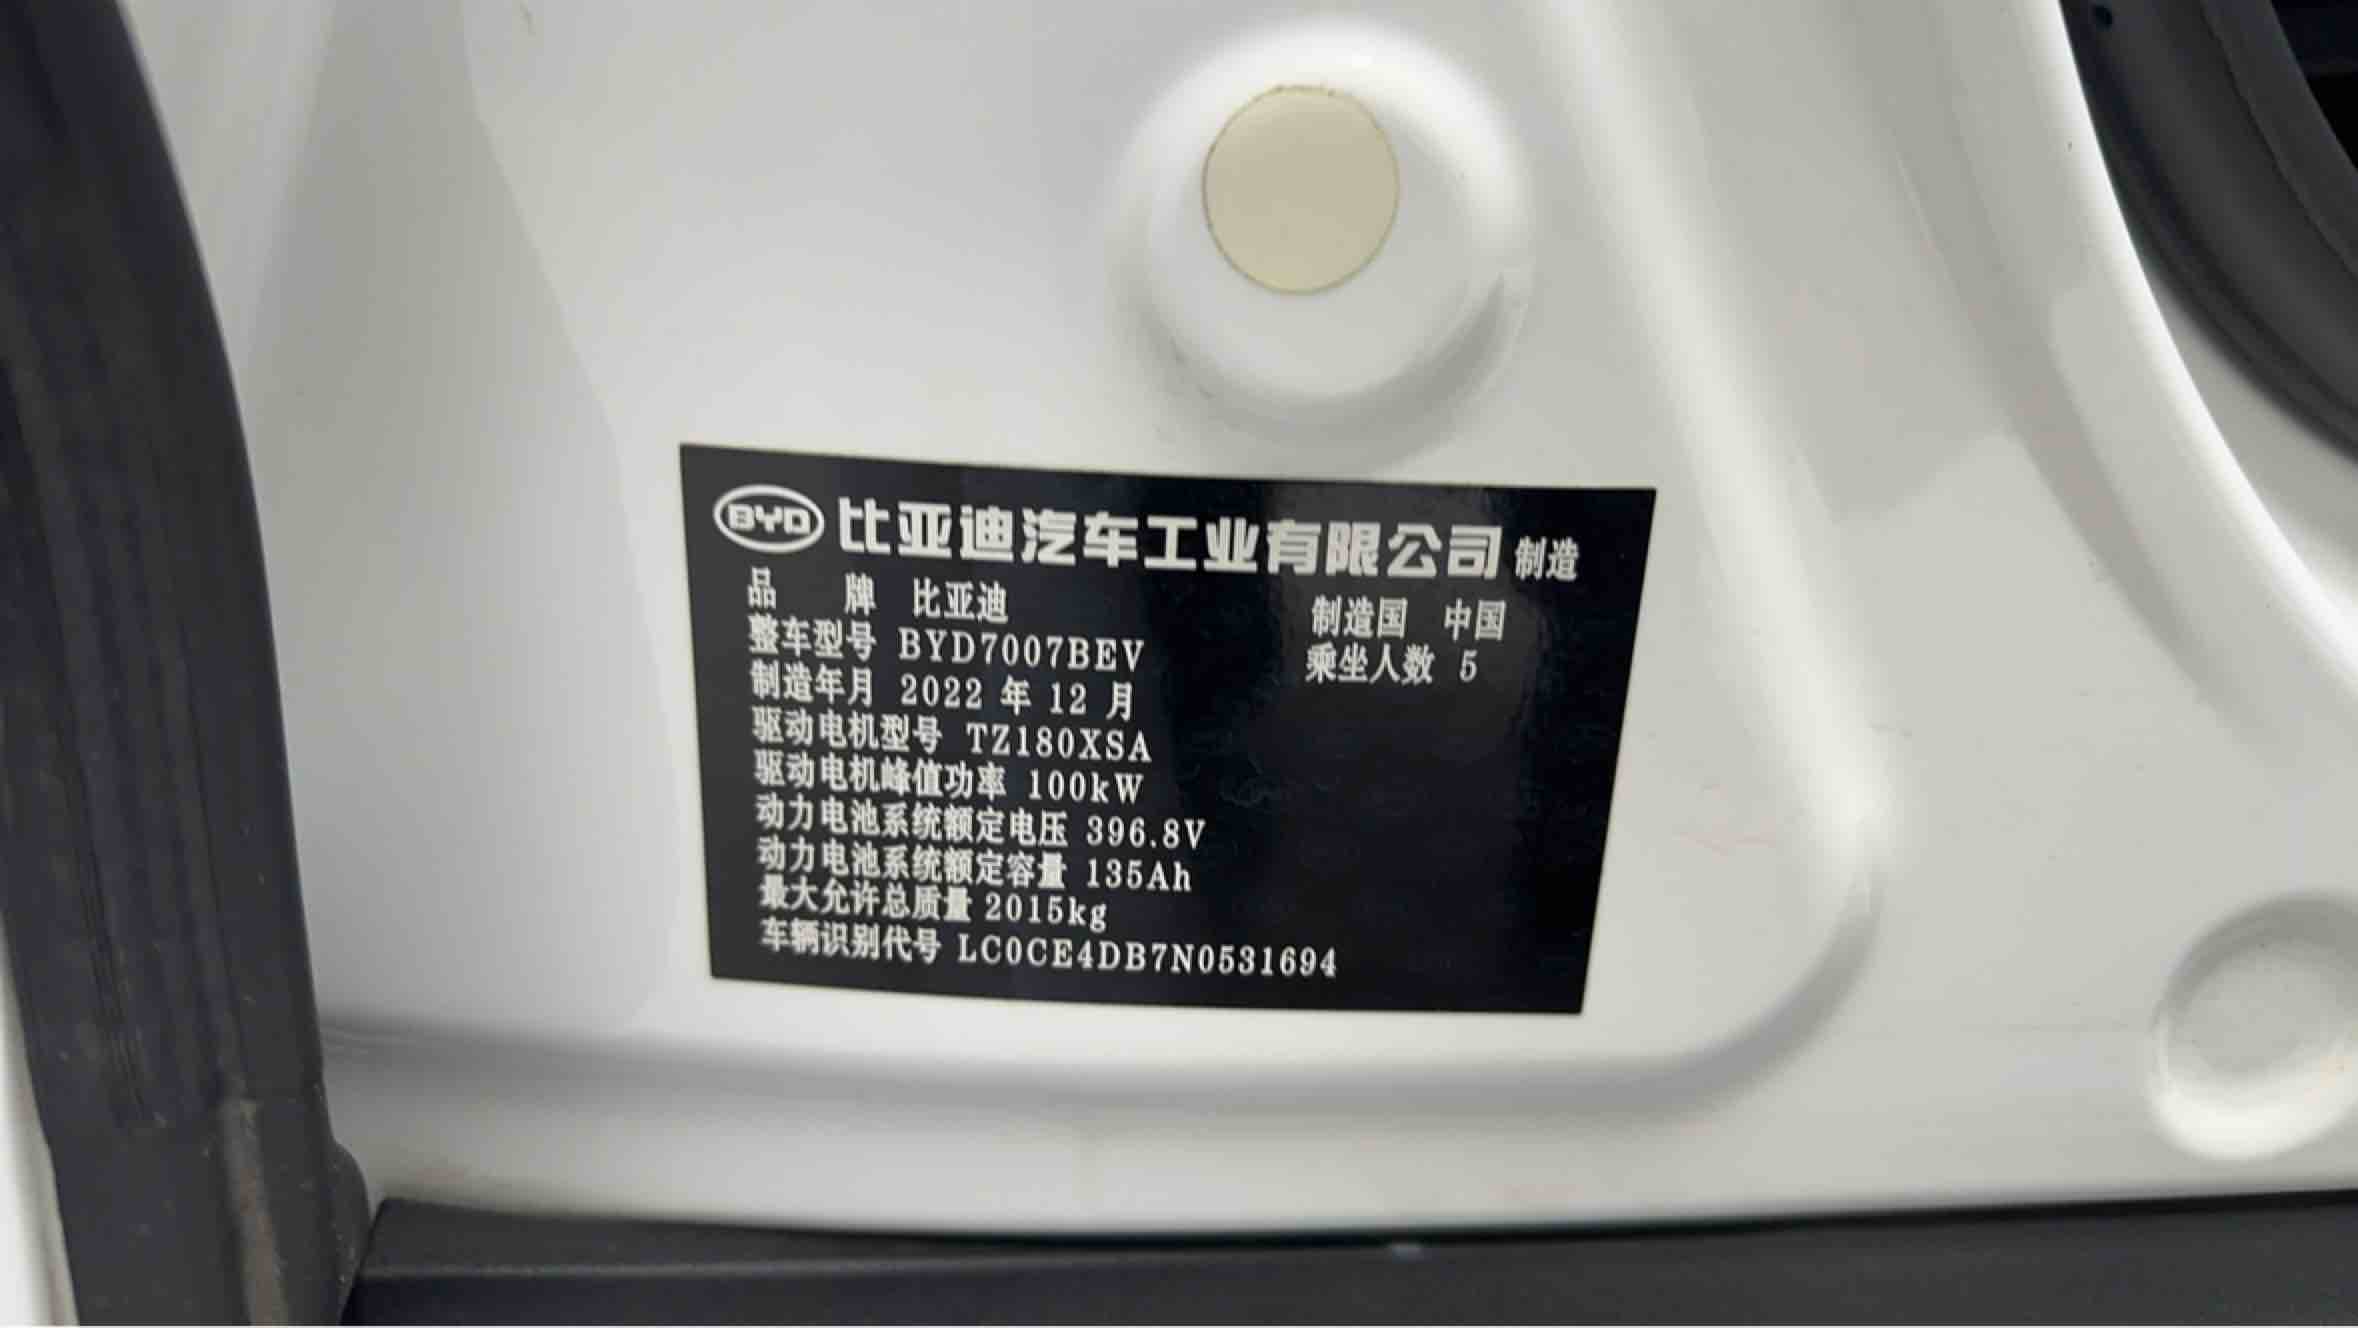 BYD 比亚迪汽车工业有限公司 制造
品 牌 比亚迪 制造国 中国
整车型号 BYD7007BEV 乘坐人数 5
制造年月 2022 年 12 月
驱动电机型号 TZ180XSA
驱动电机峰值功率 100kW
动力电池系统额定电压 396.8V
动力电池系统额定容量 135Ah
最大允许总质量 2015kg
车辆识别代号 LC0CE4DB7N0531694